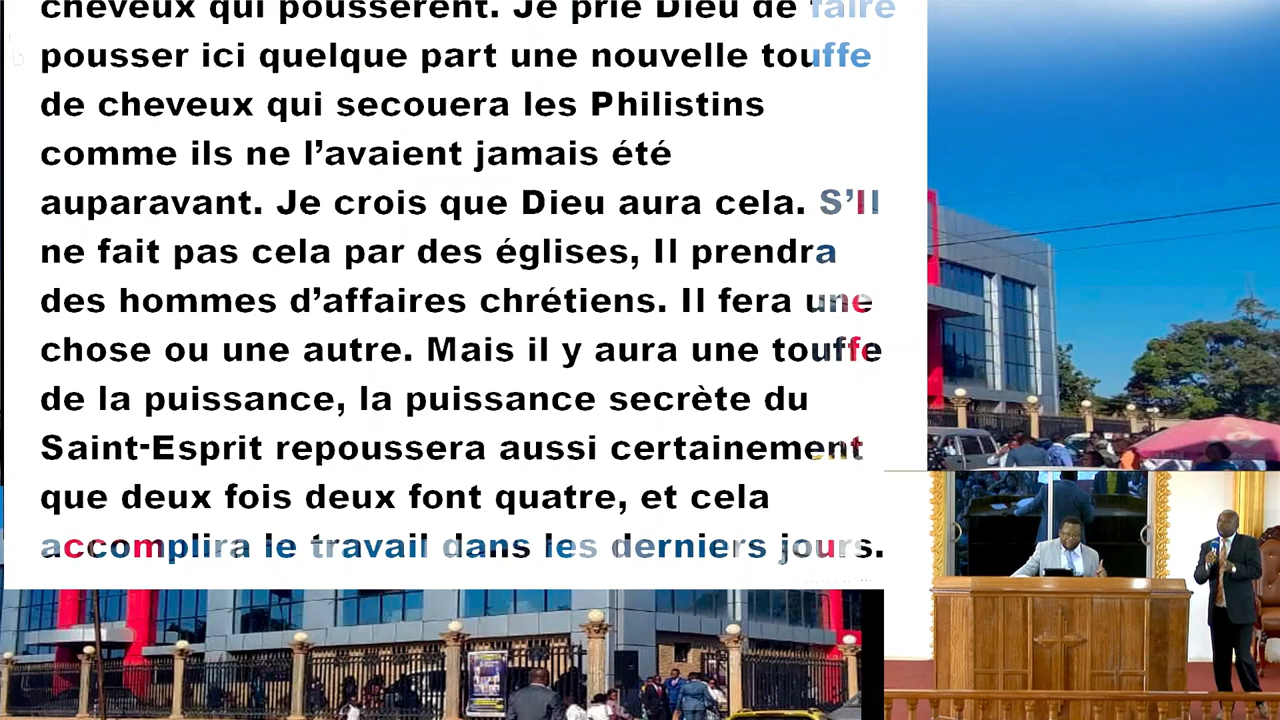 cheveux qui poussèrent. Je prie Dieu de faire
pousser ici quelque part une nouvelle touffe
de cheveux qui secouera les Philistins
comme ils ne l’avaient jamais été
auparavant. Je crois que Dieu aura cela. S’Il
ne fait pas cela par des églises, Il prendra
des hommes d’affaires chrétiens. Il fera une
chose ou une autre. Mais il y aura une touffe
de la puissance, la puissance secrète du
Saint-Esprit repoussera aussi certainement
que deux fois deux font quatre, et cela
accomplira le travail dans les derniers jours.